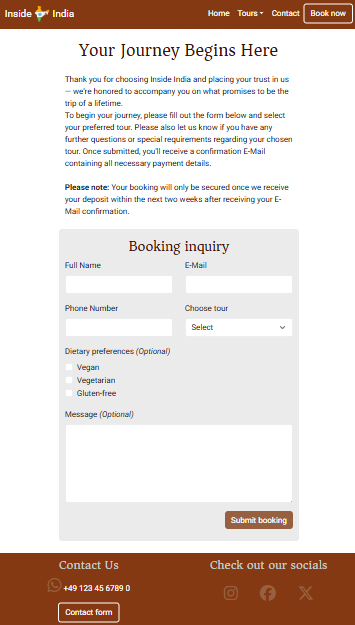 Inside India
Home Tours Contact Book now
Your Journey Begins Here
Thank you for choosing Inside India and placing your trust in us
— we're honored to accompany you on what promises to be the
trip of a lifetime.
To begin your journey, please fill out the form below and select
your preferred tour. Please also let us know if you have any
further questions or special requirements regarding your chosen
tour. Once submitted, you'll receive a confirmation E-Mail
containing all necessary payment details.
Please note: Your booking will only be secured once we receive
your deposit within the next two weeks after receiving your E-
Mail confirmation.
Booking inquiry
Full Name E-Mail
Phone Number Choose tour
Select
Dietary preferences (Optional)
Vegan
Vegetarian
Gluten-free
Message (Optional)
Submit booking
Contact Us Check out our socials
+49 123 45 6789 0
Contact form